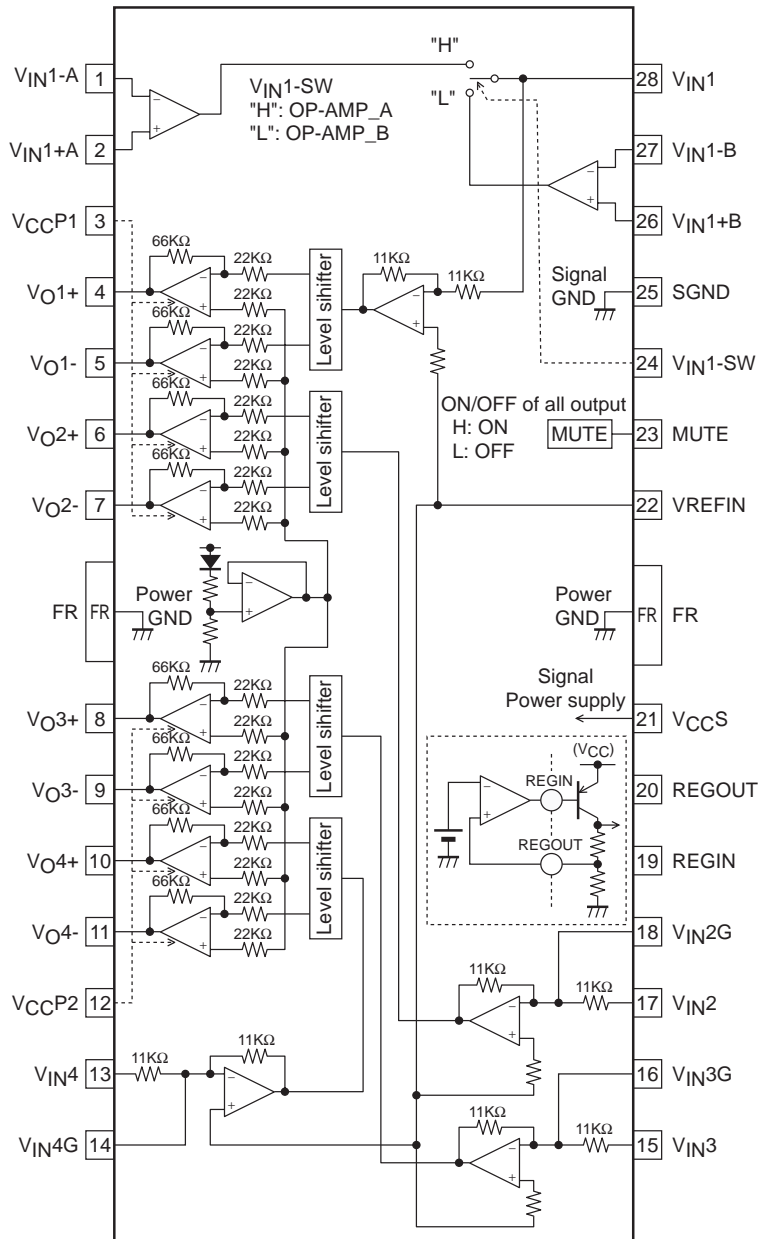 VIN1-A 1
VIN1+A 2
VCCP1 3
VO1+ 4
VO1- 5
VO2+ 6
VO2- 7
FR FR
VO3+ 8
VO3- 9
VO4+ 10
VO4- 11
VCCP2 12
VIN4 13
VIN4G 14
28 VIN1
27 VIN1-B
26 VIN1+B
25 SGND
24 VIN1-SW
23 MUTE
22 VREFIN
FR FR
21 VCCS
20 REGOUT
19 REGIN
18 VIN2G
17 VIN2
16 VIN3G
15 VIN3
− +
VIN1-SW
"H": OP-AMP_A
"L": OP-AMP_B
"H"
"L"
− +
66KΩ
22KΩ
22KΩ
− +
66KΩ
22KΩ
22KΩ
− +
Level sihifter
11KΩ
11KΩ
− +
Signal
GND
66KΩ
22KΩ
22KΩ
− +
66KΩ
22KΩ
22KΩ
− +
Level sihifter
ON/OFF of all output
H: ON
L: OFF
MUTE
Power
GND
− +
Power
GND
66KΩ
22KΩ
22KΩ
− +
66KΩ
22KΩ
22KΩ
− +
Level sihifter
Signal
Power supply
(VCC)
REGIN
− +
REGOUT
66KΩ
22KΩ
22KΩ
− +
66KΩ
22KΩ
22KΩ
− +
Level sihifter
11KΩ
11KΩ
− +
11KΩ
11KΩ
− +
11KΩ
11KΩ
− +